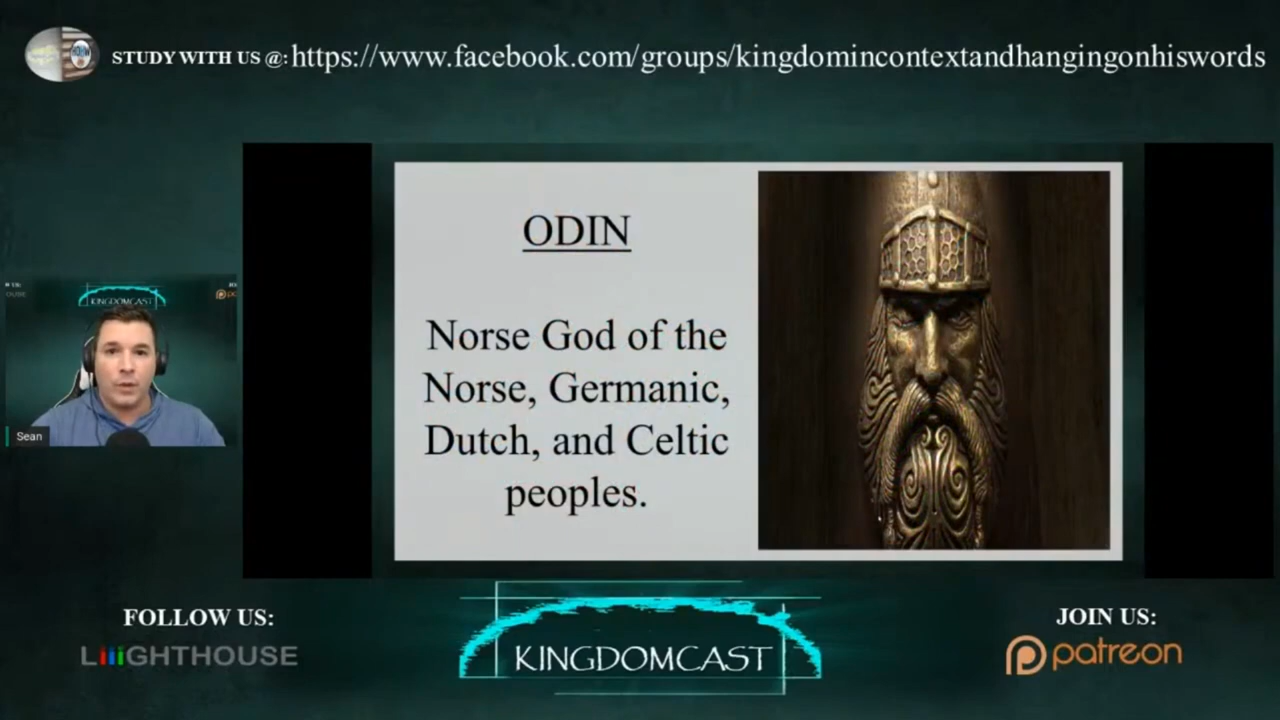 STUDY WITH US @: https://www.facebook.com/groups/kingdomincontextandhangingonhiswords
ODIN
Norse God of the
Norse, Germanic,
Dutch, and Celtic
peoples.
KINGDOMCAST
Sean
FOLLOW US:
LIIIGHTHOUSE
KINGDOMCAST
JOIN US:
patreon